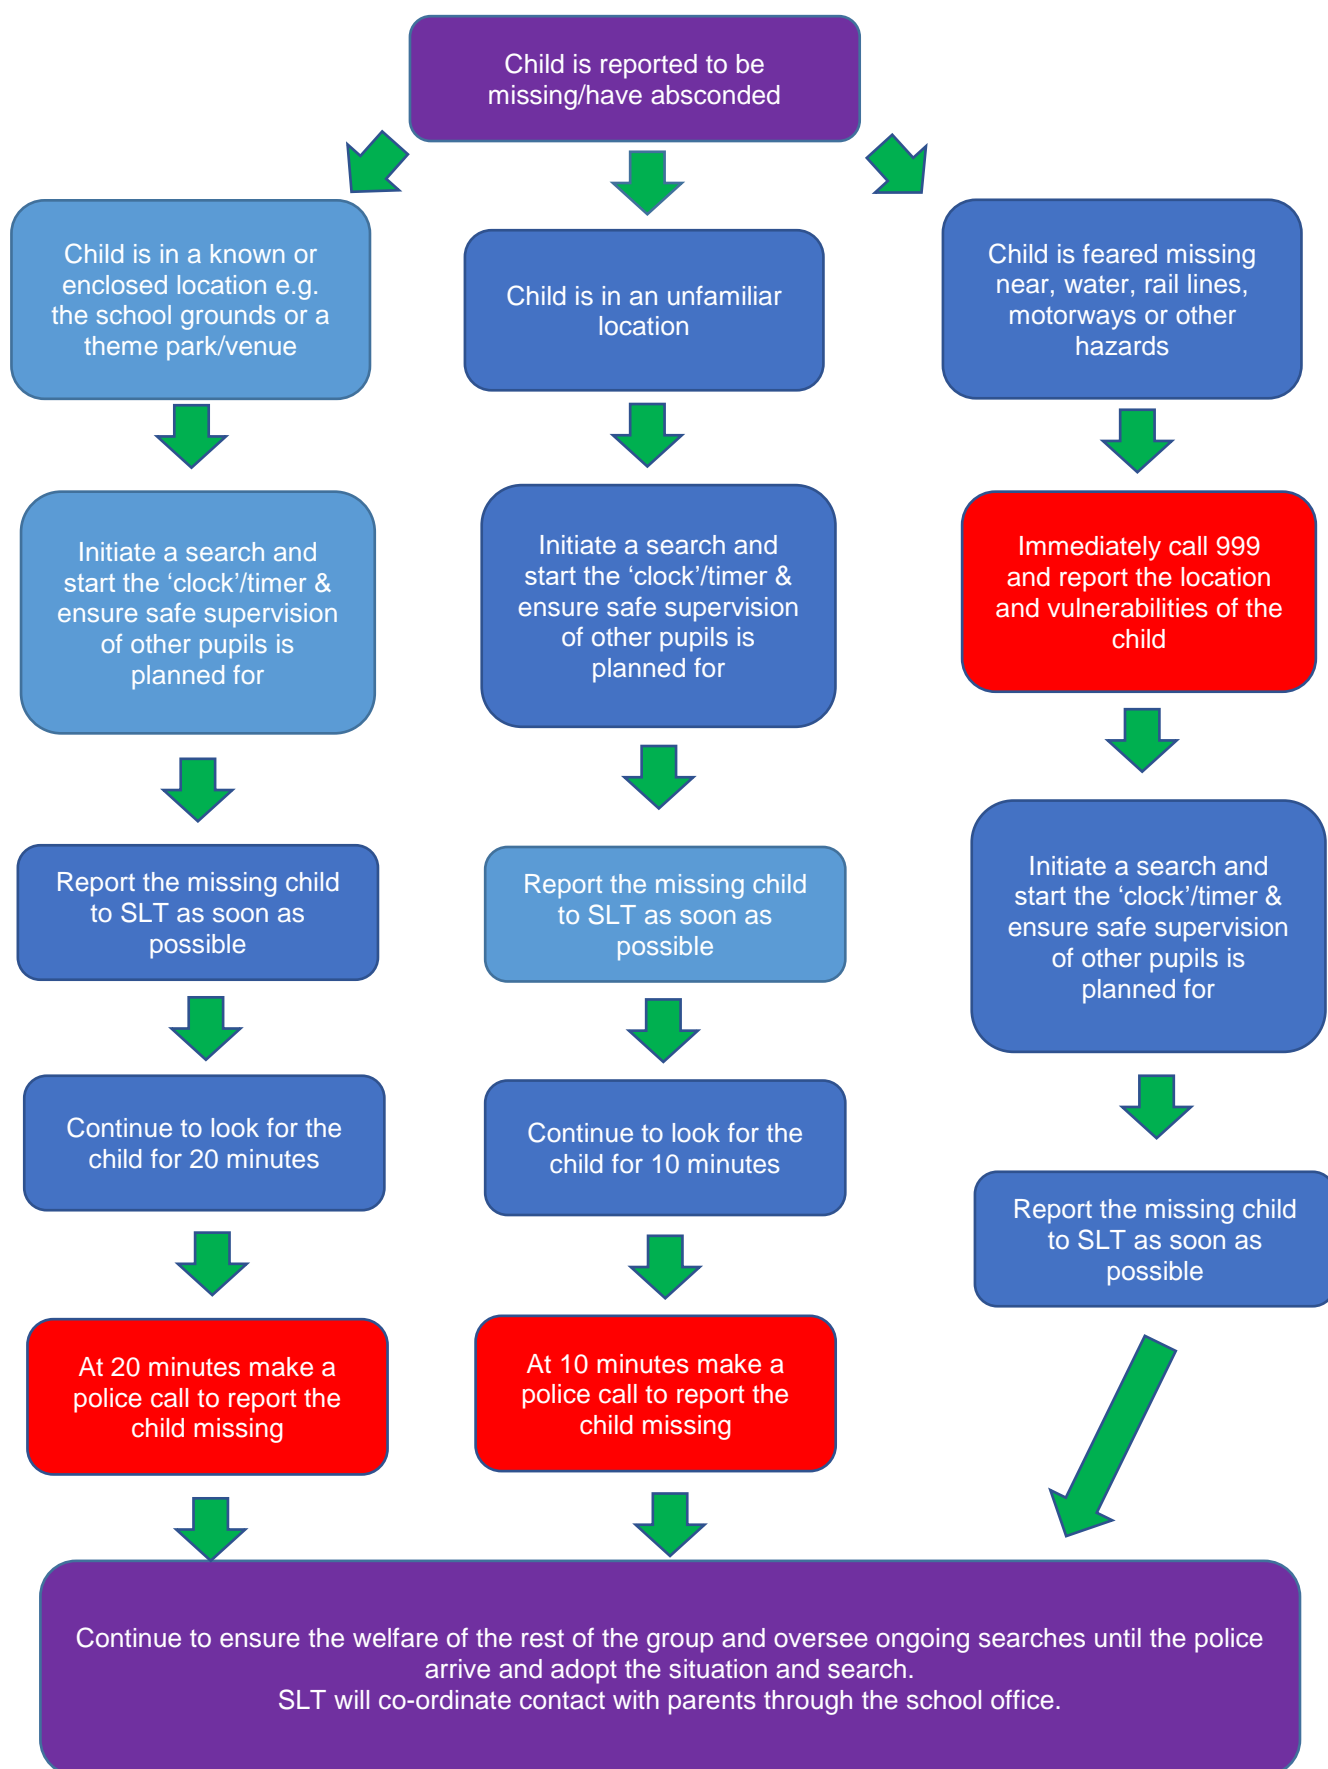 Child is reported to be
missing/have absconded
Child is in a known or
enclosed location e.g.
the school grounds or a
theme park/venue
Initiate a search and
start the ‘clock’/timer &
ensure safe supervision
of other pupils is
planned for
Report the missing child
to SLT as soon as
possible
Continue to look for the
child for 20 minutes
At 20 minutes make a
police call to report the
child missing
Child is in an unfamiliar
location
Initiate a search and
start the ‘clock’/timer &
ensure safe supervision
of other pupils is
planned for
Report the missing child
to SLT as soon as
possible
Continue to look for the
child for 10 minutes
At 10 minutes make a
police call to report the
child missing
Child is feared missing
near, water, rail lines,
motorways or other
hazards
Immediately call 999
and report the location
and vulnerabilities of the
child
Initiate a search and
start the ‘clock’/timer &
ensure safe supervision
of other pupils is
planned for
Report the missing child
to SLT as soon as
possible
Continue to ensure the welfare of the rest of the group and oversee ongoing searches until the police
arrive and adopt the situation and search.
SLT will co-ordinate contact with parents through the school office.